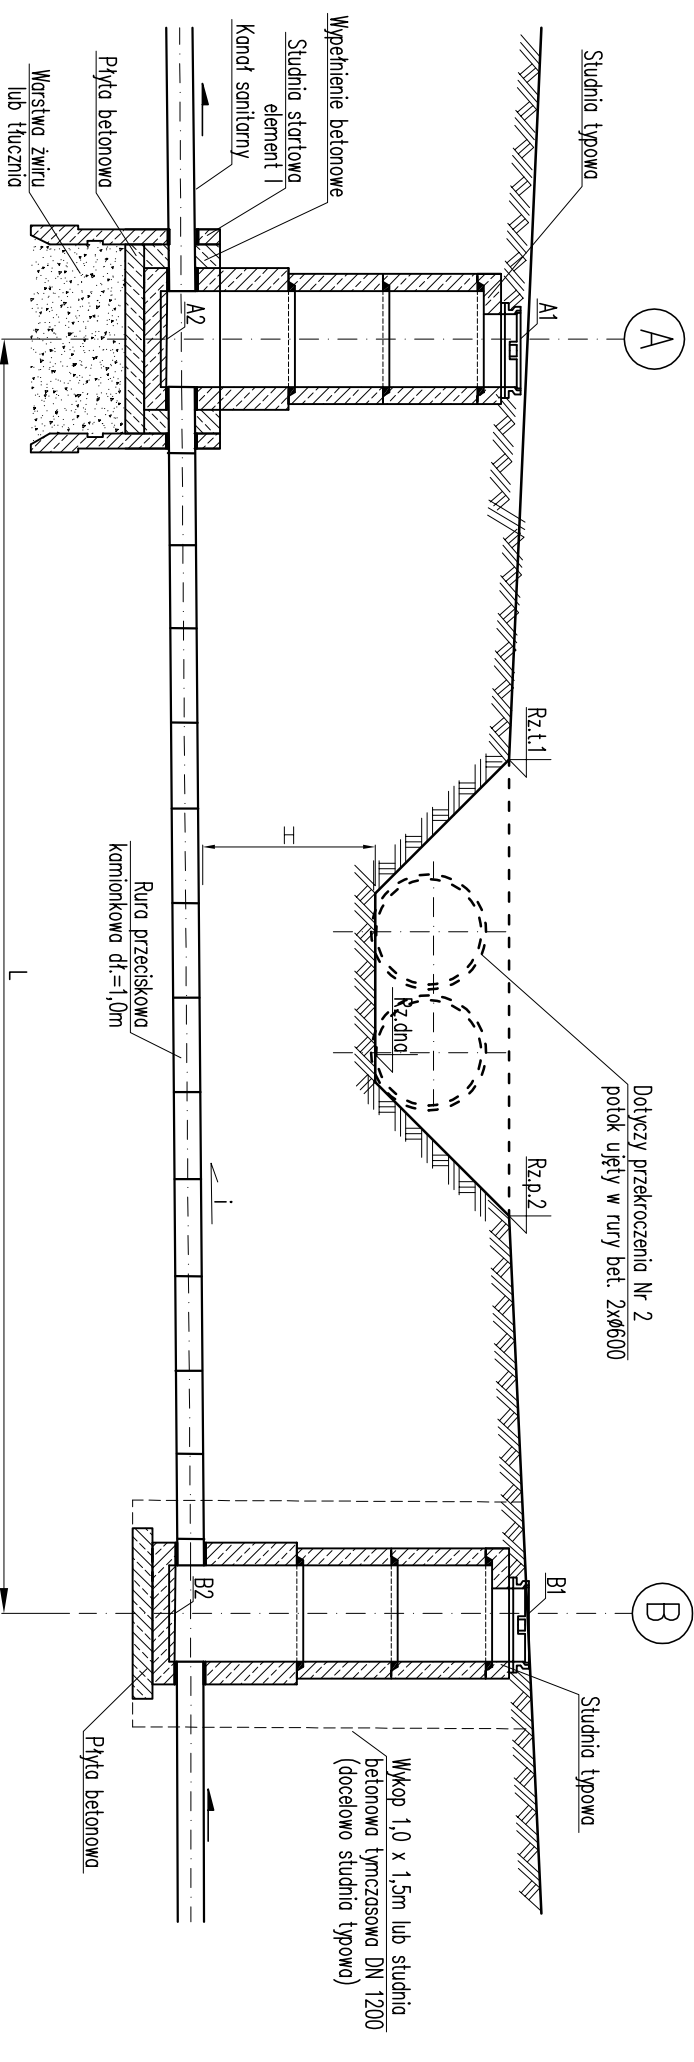 A
B
Studnia typowa
Wypełnienie betonowe
Studnia startowa
element I
Kanał sanitarny
Płyta betonowa
Warstwa żwiru
lub tłucznia
A1
A2
Rz.t.1
H
Rz.dna
Rz.p.2
Dotyczy przekroczenia Nr 2
potok ujęty w rury bet. 2xø600
Rura przeciskowa
kamionkowa dł.=1,0m
i
L
B1
B2
Studnia typowa
Wykop 1,0 x 1,5m lub studnia
betonowa tymczasowa DN 1200
(docelowo studnia typowa)
Płyta betonowa